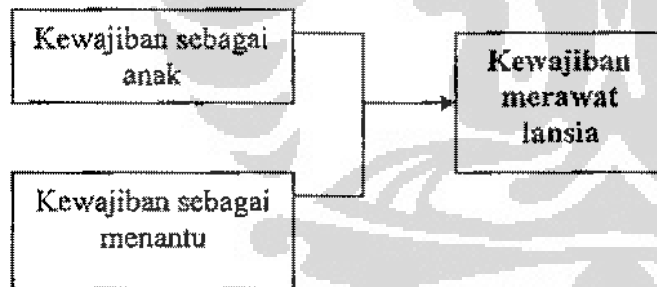 Kewajiban sebagai
anak
Kewajiban
merawat
lansia
Kewajiban sebagai
menantu